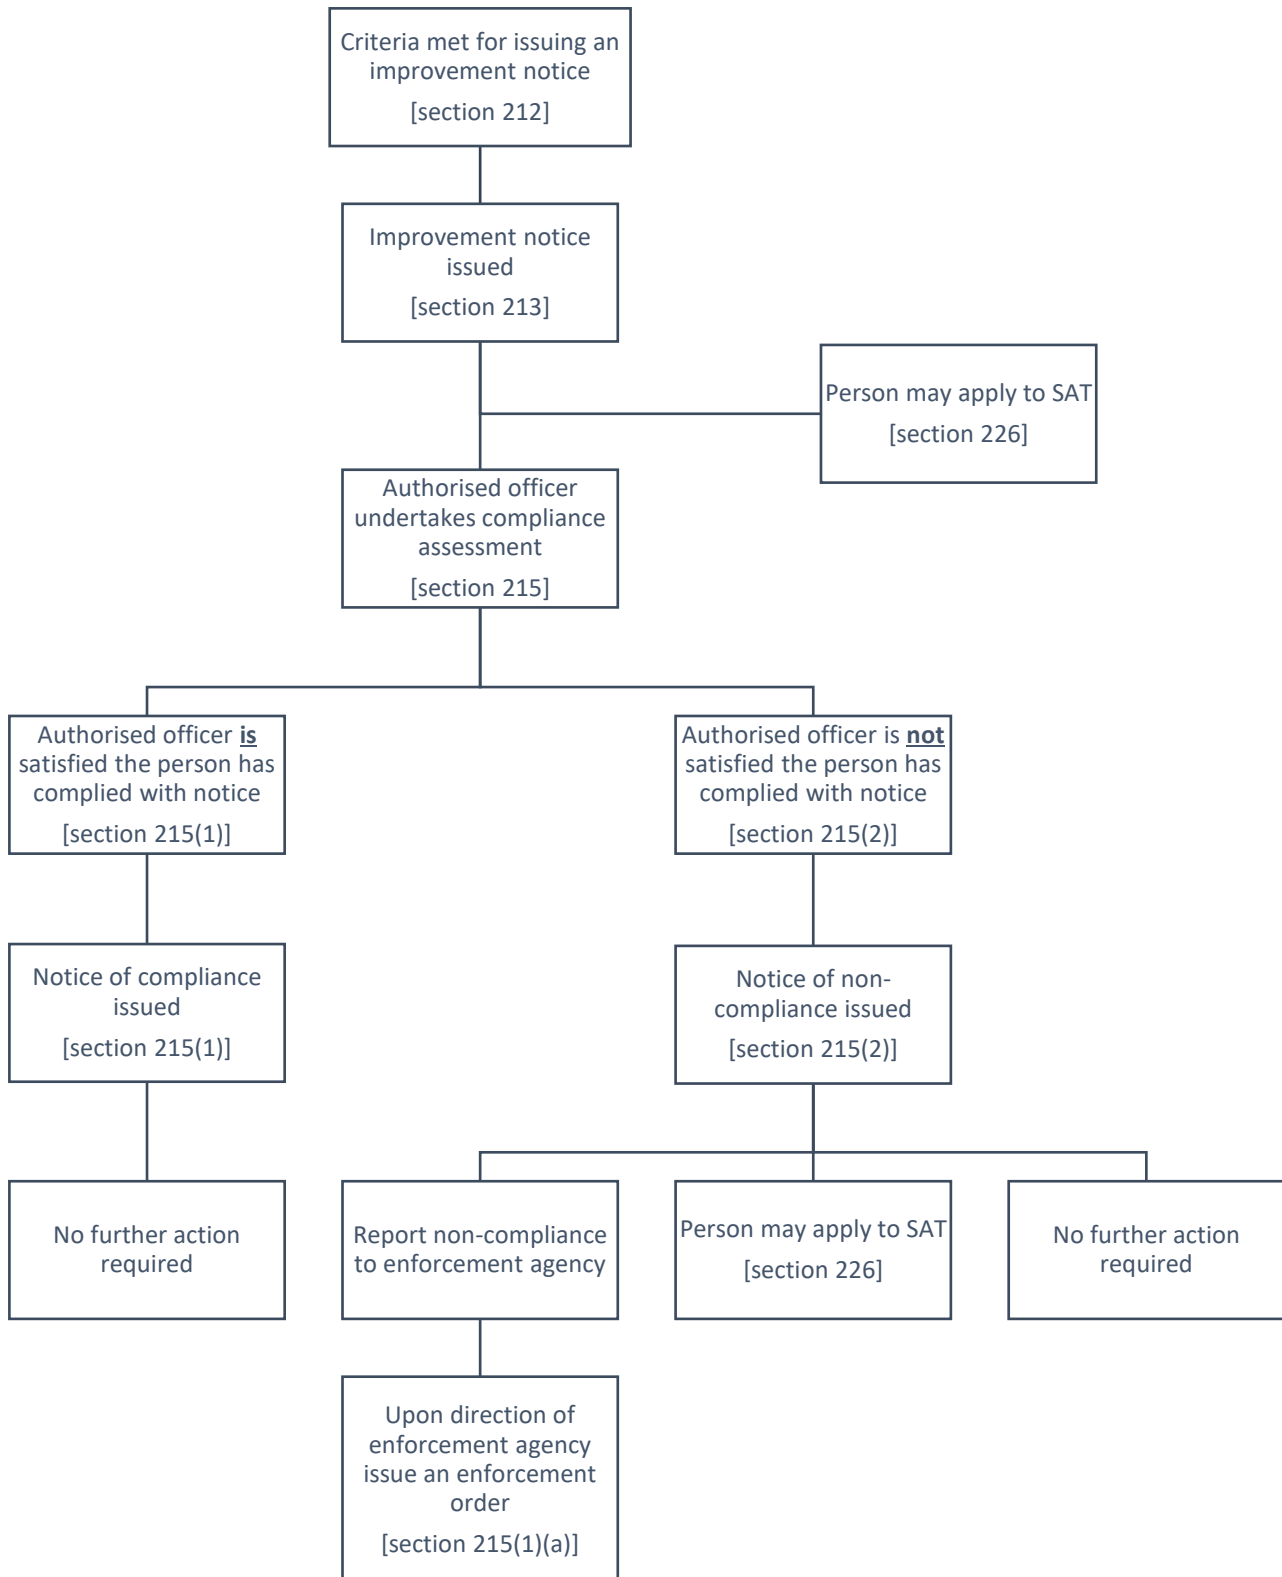 Criteria met for issuing an
improvement notice
[section 212]
Improvement notice
issued
[section 213]
Person may apply to SAT
[section 226]
Authorised officer
undertakes compliance
assessment
[section 215]
Authorised officer is
satisfied the person has
complied with notice
[section 215(1)]
Authorised officer is not
satisfied the person has
complied with notice
[section 215(2)]
Notice of compliance
issued
[section 215(1)]
Notice of non-
compliance issued
[section 215(2)]
No further action
required
Report non-compliance
to enforcement agency
Person may apply to SAT
[section 226]
No further action
required
Upon direction of
enforcement agency
issue an enforcement
order
[section 215(1)(a)]